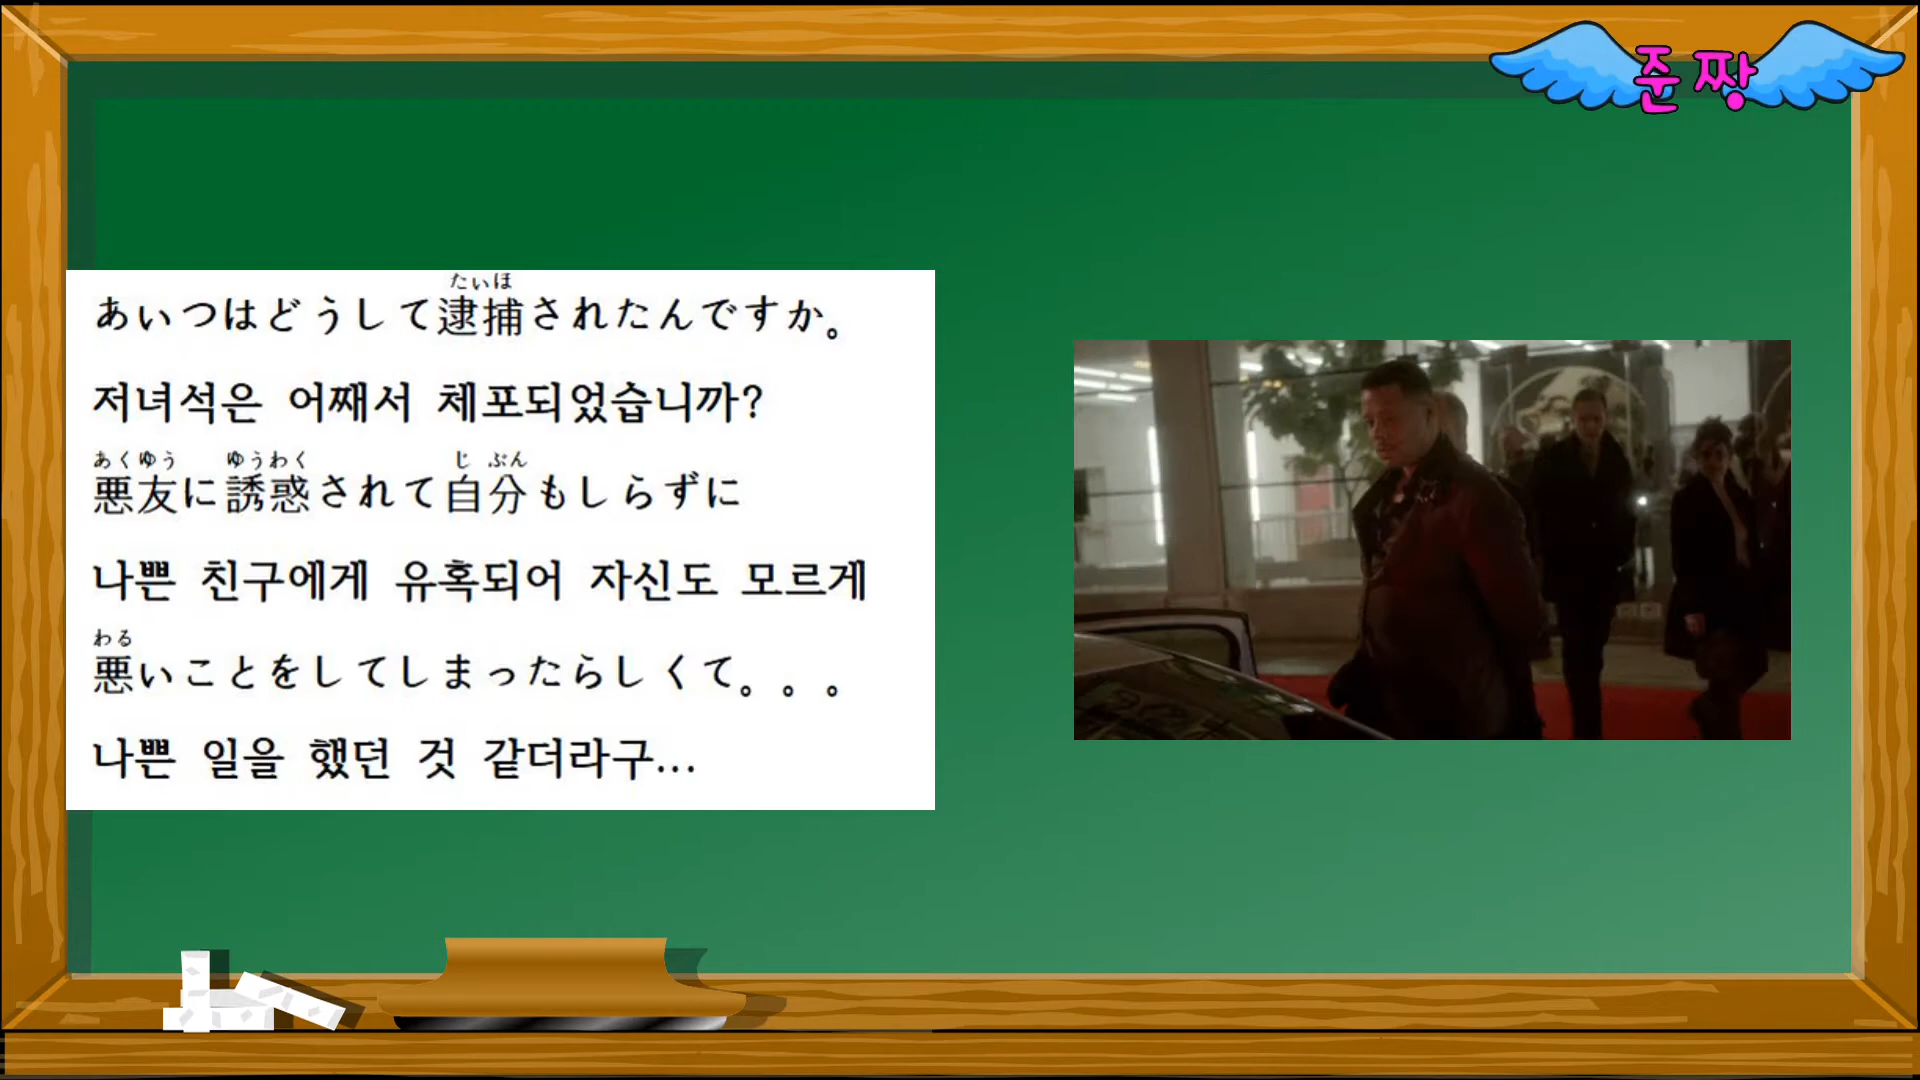 준짱
たいほ
あいつはどうして逮捕されたんですか。
저녀석은 어째서 체포되었습니까?
あくゆう ゆうわく じ ぶん
悪友に誘惑されて自分もしらずに
나쁜 친구에게 유혹되어 자신도 모르게
わる
悪いことをしてしまったらしくて。。。
나쁜 일을 했던 것 같더라구...